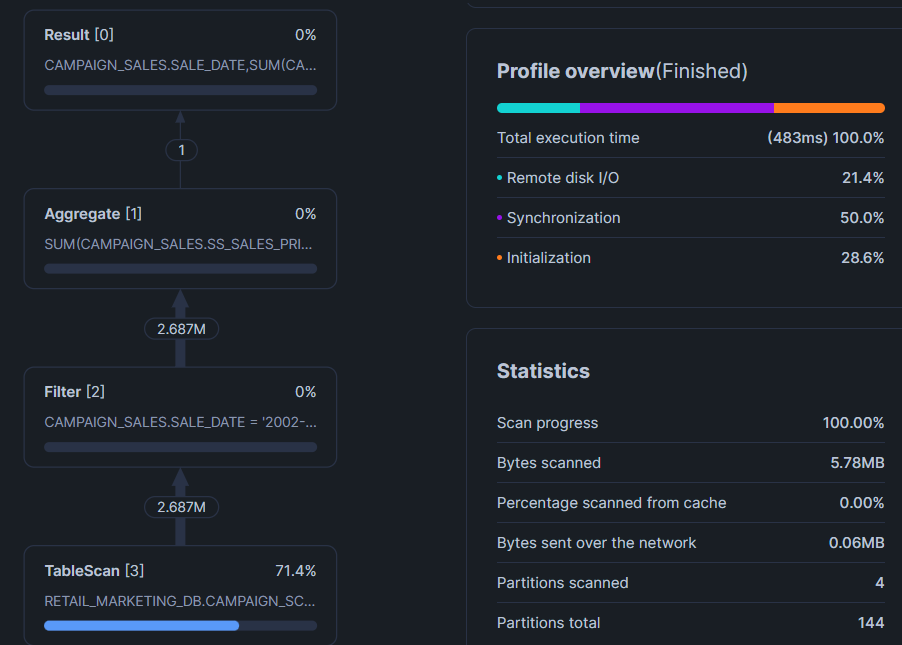 Result [0] 0%
CAMPAIGN_SALES.SALE_DATE,SUM(CA...
1
Aggregate [1] 0%
SUM(CAMPAIGN_SALES.SS_SALES_PRI...
2.687M
Filter [2] 0%
CAMPAIGN_SALES.SALE_DATE = '2002-...
2.687M
TableScan [3] 71.4%
RETAIL_MARKETING_DB.CAMPAIGN_SC...
Profile overview(Finished)
Total execution time (483ms) 100.0%
Remote disk I/O 21.4%
Synchronization 50.0%
Initialization 28.6%
Statistics
Scan progress 100.00%
Bytes scanned 5.78MB
Percentage scanned from cache 0.00%
Bytes sent over the network 0.06MB
Partitions scanned 4
Partitions total 144